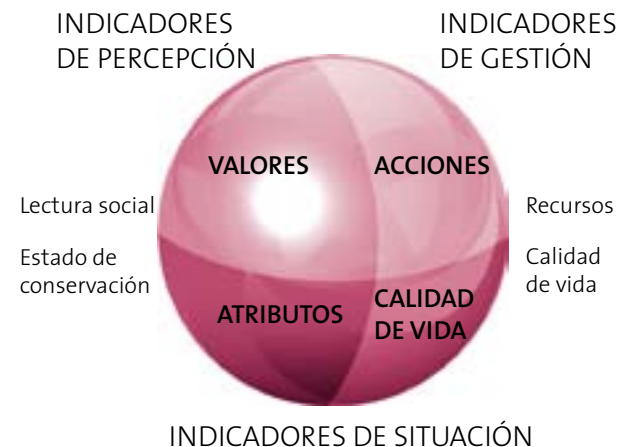 INDICADORES
DE PERCEPCIÓN
INDICADORES
DE GESTIÓN
VALORES
ACCIONES
Lectura social
Recursos
Estado de
conservación
Calidad
de vida
ATRIBUTOS
CALIDAD
DE VIDA
INDICADORES DE SITUACIÓN